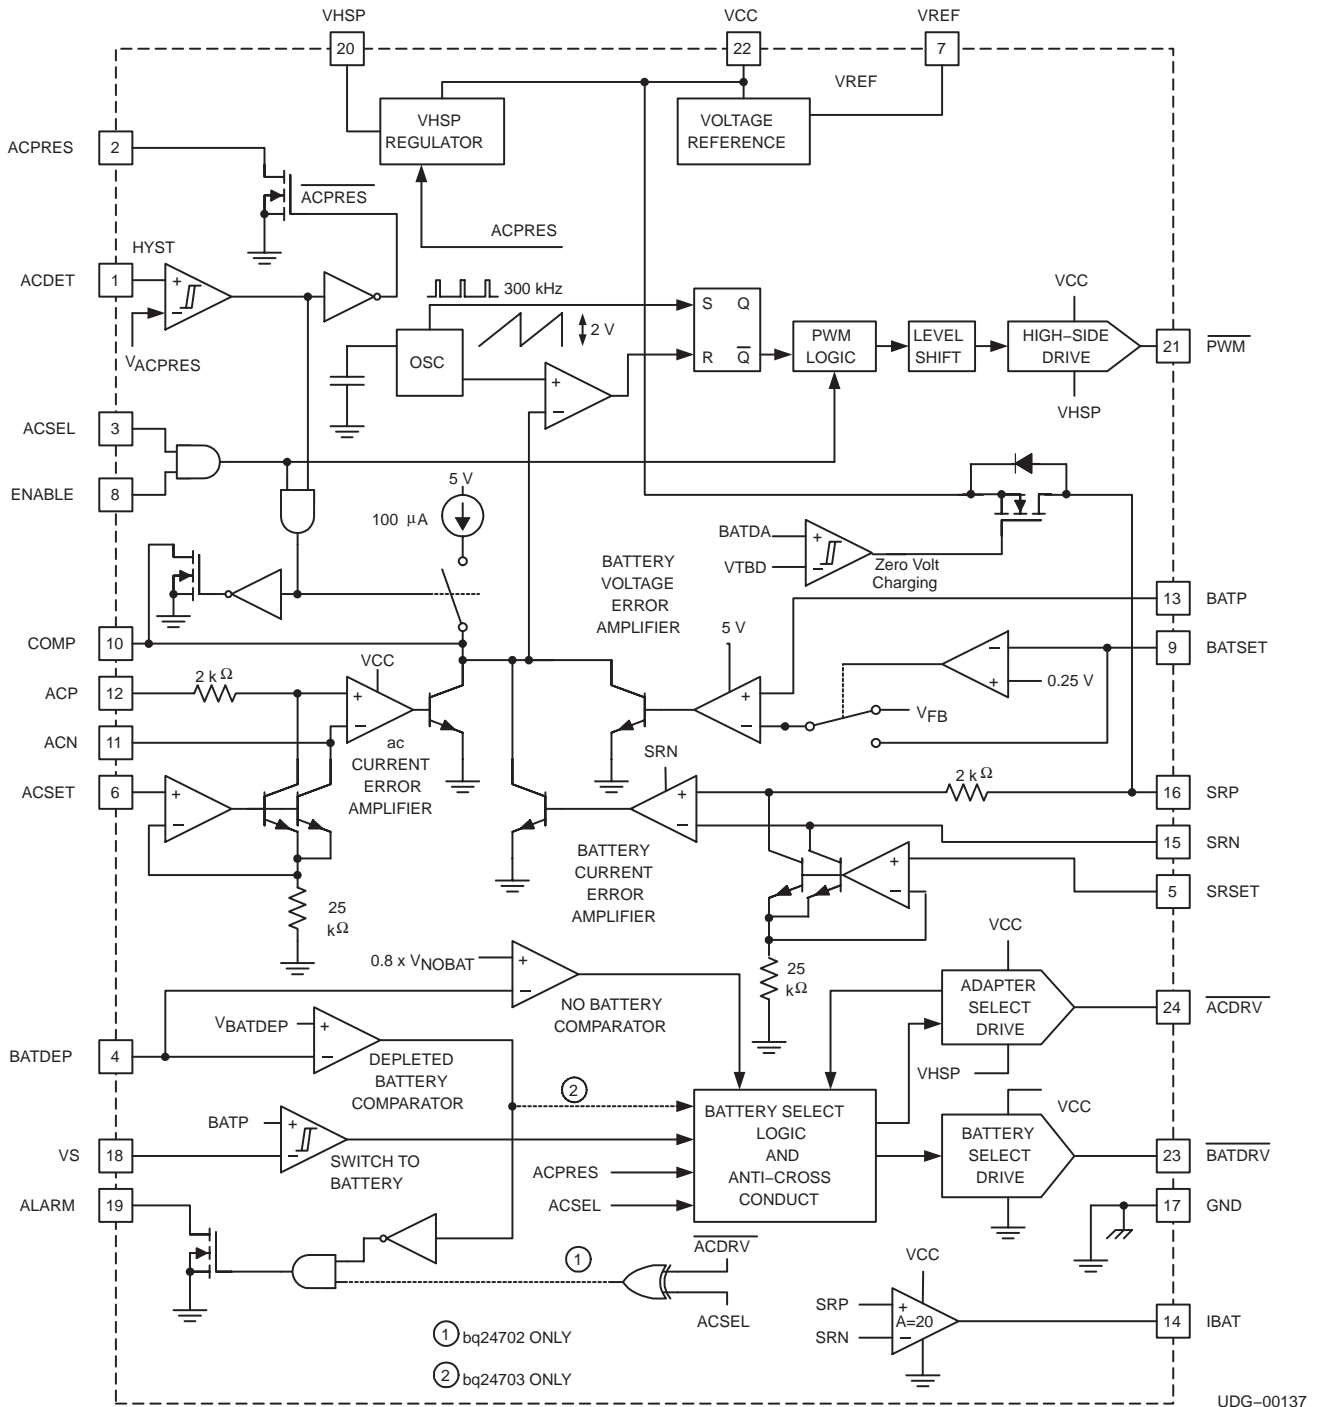 VHSP
VCC
VREF
20
22
7
VREF
VHSP
REGULATOR
VOLTAGE
REFERENCE
ACPRES
2
ACPRES
ACPRES
HYST
ACDET
1
+
−
VACPRES
300 kHz
2 V
OSC
+
−
S Q
R Q
PWM
LOGIC
LEVEL
SHIFT
VCC
HIGH−SIDE
DRIVE
VHSP
21
PWM
ACSEL
3
ENABLE
8
5 V
100 μA
BATDA
+
VTBD
−
Zero Volt
Charging
BATTERY
VOLTAGE
ERROR
AMPLIFIER
13
BATP
COMP
10
5 V
9
BATSET
−
+
0.25 V
ACP
12
2 kΩ
VCC
+
−
+
−
VFB
ACN
11
ac
CURRENT
ERROR
AMPLIFIER
SRN
ACSET
6
+
−
+
−
2 kΩ
16
SRP
15
SRN
BATTERY
CURRENT
ERROR
AMPLIFIER
+
−
5
SRSET
25
kΩ
0.8 x VNOBAT
+
−
NO BATTERY
COMPARATOR
25
kΩ
VCC
ADAPTER
SELECT
DRIVE
VHSP
24
ACDRV
VBATDEP
+
−
BATDEP
4
DEPLETED
BATTERY
COMPARATOR
2
BATP
+
−
VS
18
SWITCH TO
BATTERY
ACPRES
ACSEL
BATTERY SELECT
LOGIC
AND
ANTI−CROSS
CONDUCT
VCC
BATTERY
SELECT
DRIVE
23
BATDRV
ALARM
19
17
GND
1
ACDRV
ACSEL
VCC
SRP
+
A=20
SRN
−
14
IBAT
1 bq24702 ONLY
2 bq24703 ONLY
UDG−00137